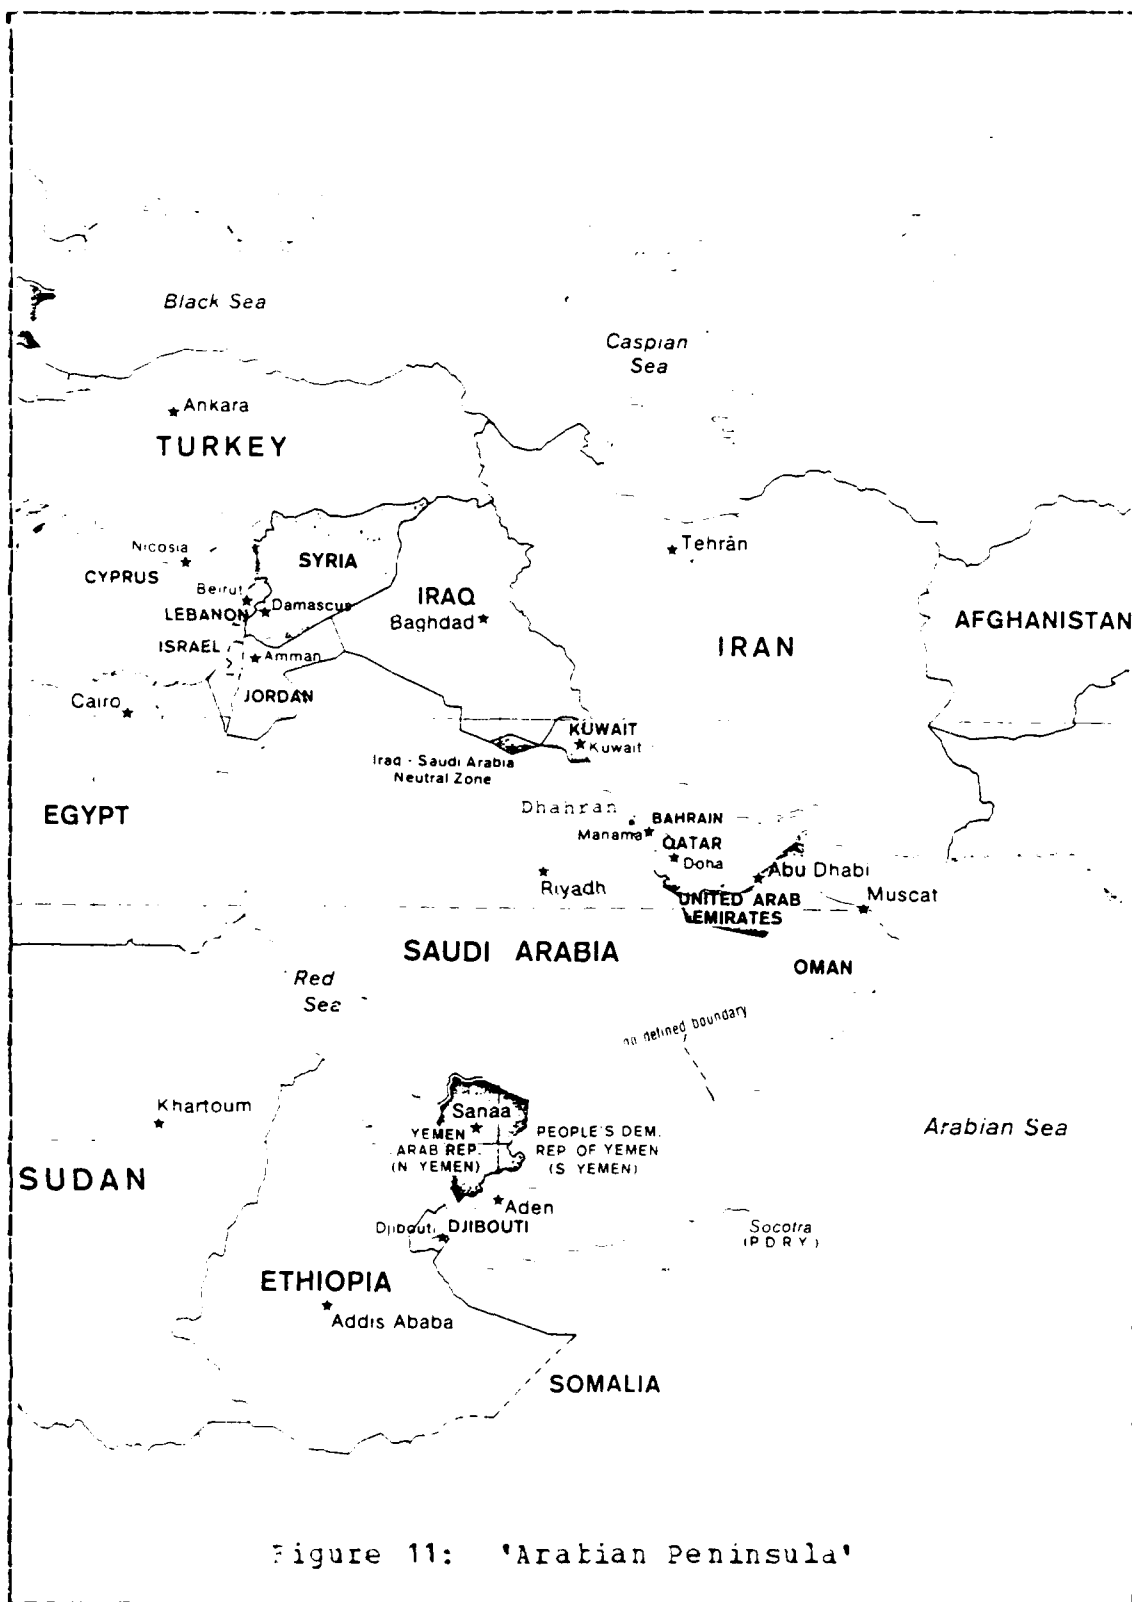 Black Sea
Caspian
Sea
Ankara
TURKEY
Tehrān
Nicosia
CYPRUS
SYRIA
Beirut
LEBANON
Damascus
IRAQ
Baghdad
AFGHANISTAN
ISRAEL
Amman
IRAN
JORDAN
Cairo
KUWAIT
Kuwait
Iraq - Saudi Arabia
Neutral Zone
EGYPT
Dhahran
BAHRAIN
Manama
QATAR
Doha
Abu Dhabi
Riyadh
UNITED ARAB
EMIRATES
Muscat
SAUDI ARABIA
OMAN
Red
Sea
no defined boundary
Khartoum
Sanaa
YEMEN
ARAB REP.
(N YEMEN)
PEOPLE'S DEM.
REP OF YEMEN
(S YEMEN)
Arabian Sea
SUDAN
Aden
Djibouti
DJIBOUTI
Socotra
(P D R Y)
ETHIOPIA
Addis Ababa
SOMALIA
Figure 11: 'Arabian Peninsula'